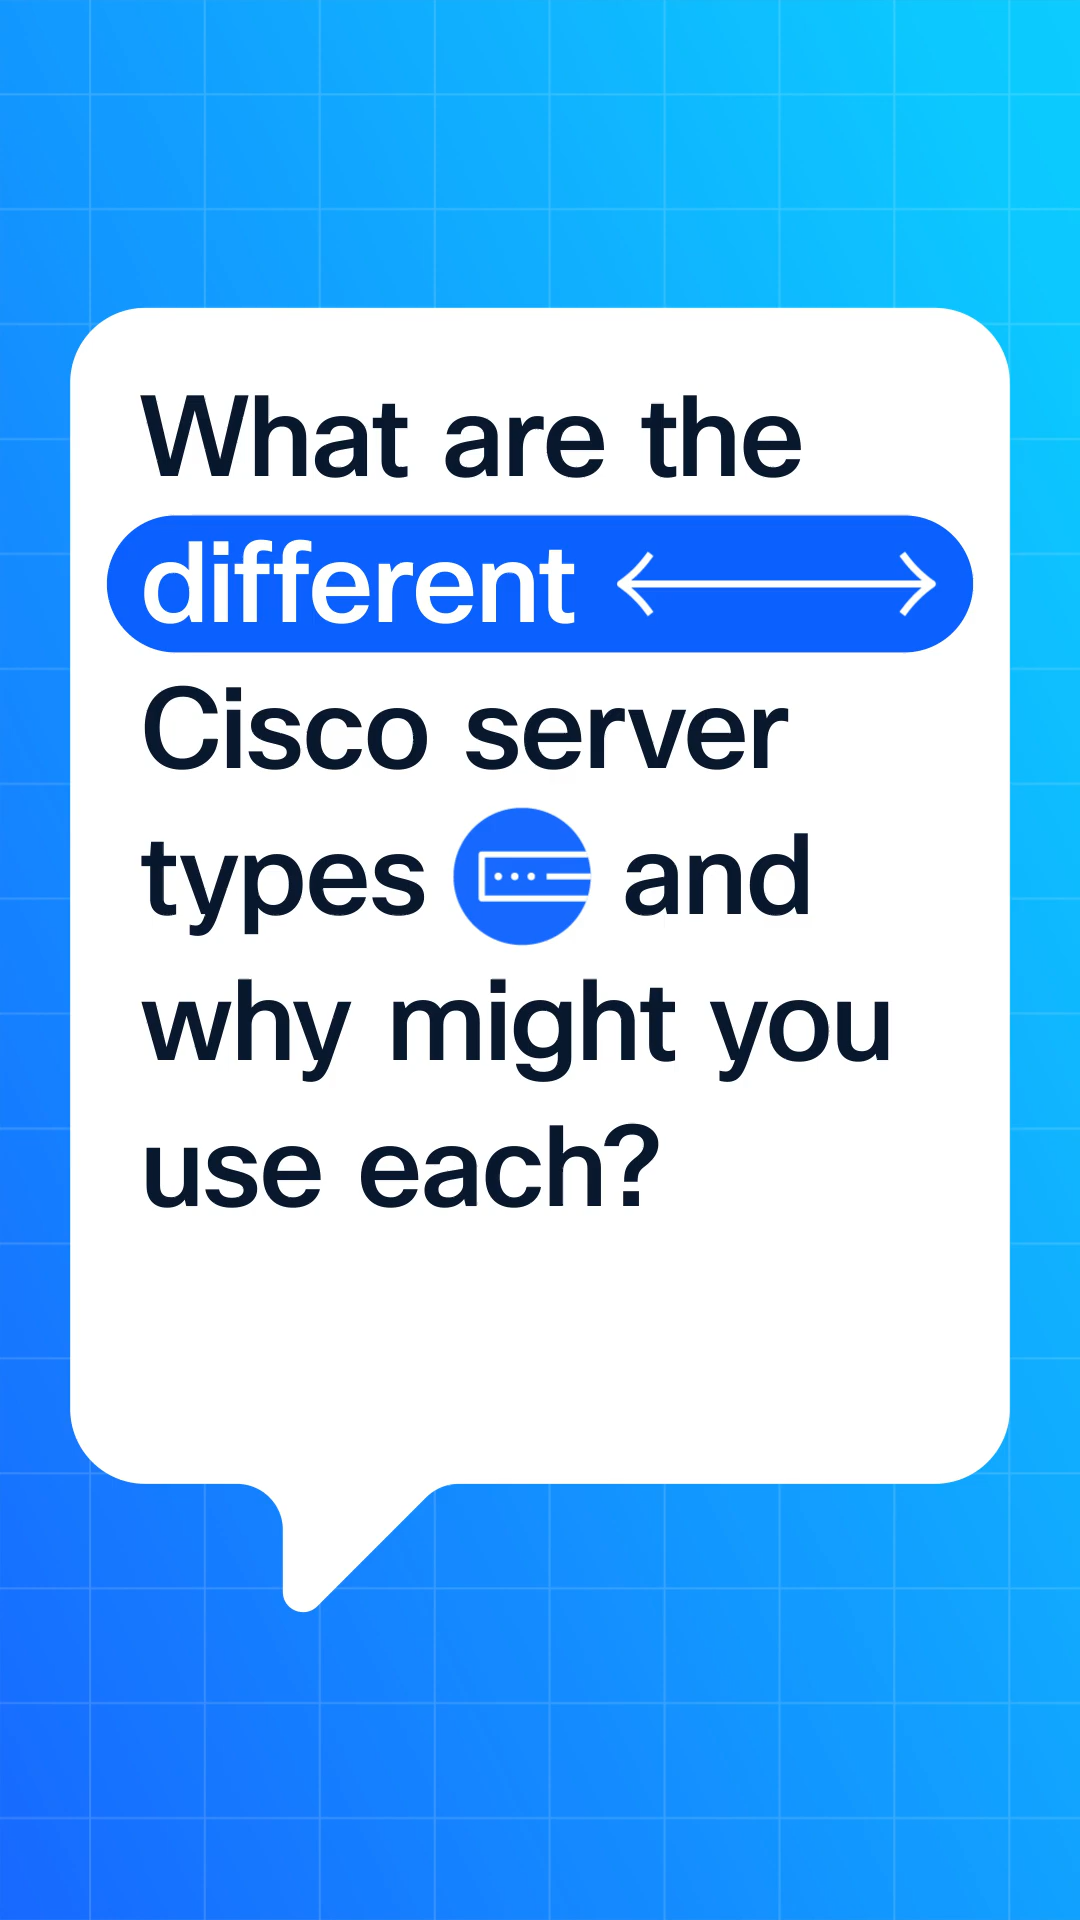 What are the
different
Cisco server
types and
why might you
use each?